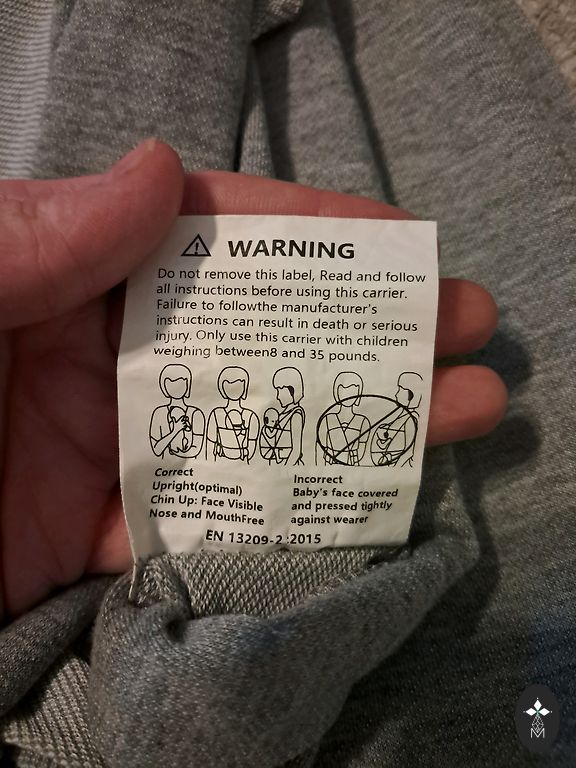 WARNING
Do not remove this label, Read and follow
all instructions before using this carrier.
Failure to followthe manufacturer's
instructions can result in death or serious
injury. Only use this carrier with children
weighing between8 and 35 pounds.
Correct
Upright(optimal)
Chin Up: Face Visible
Nose and MouthFree
Incorrect
Baby's face covered
and pressed tightly
against wearer
EN 13209-2:2015
M